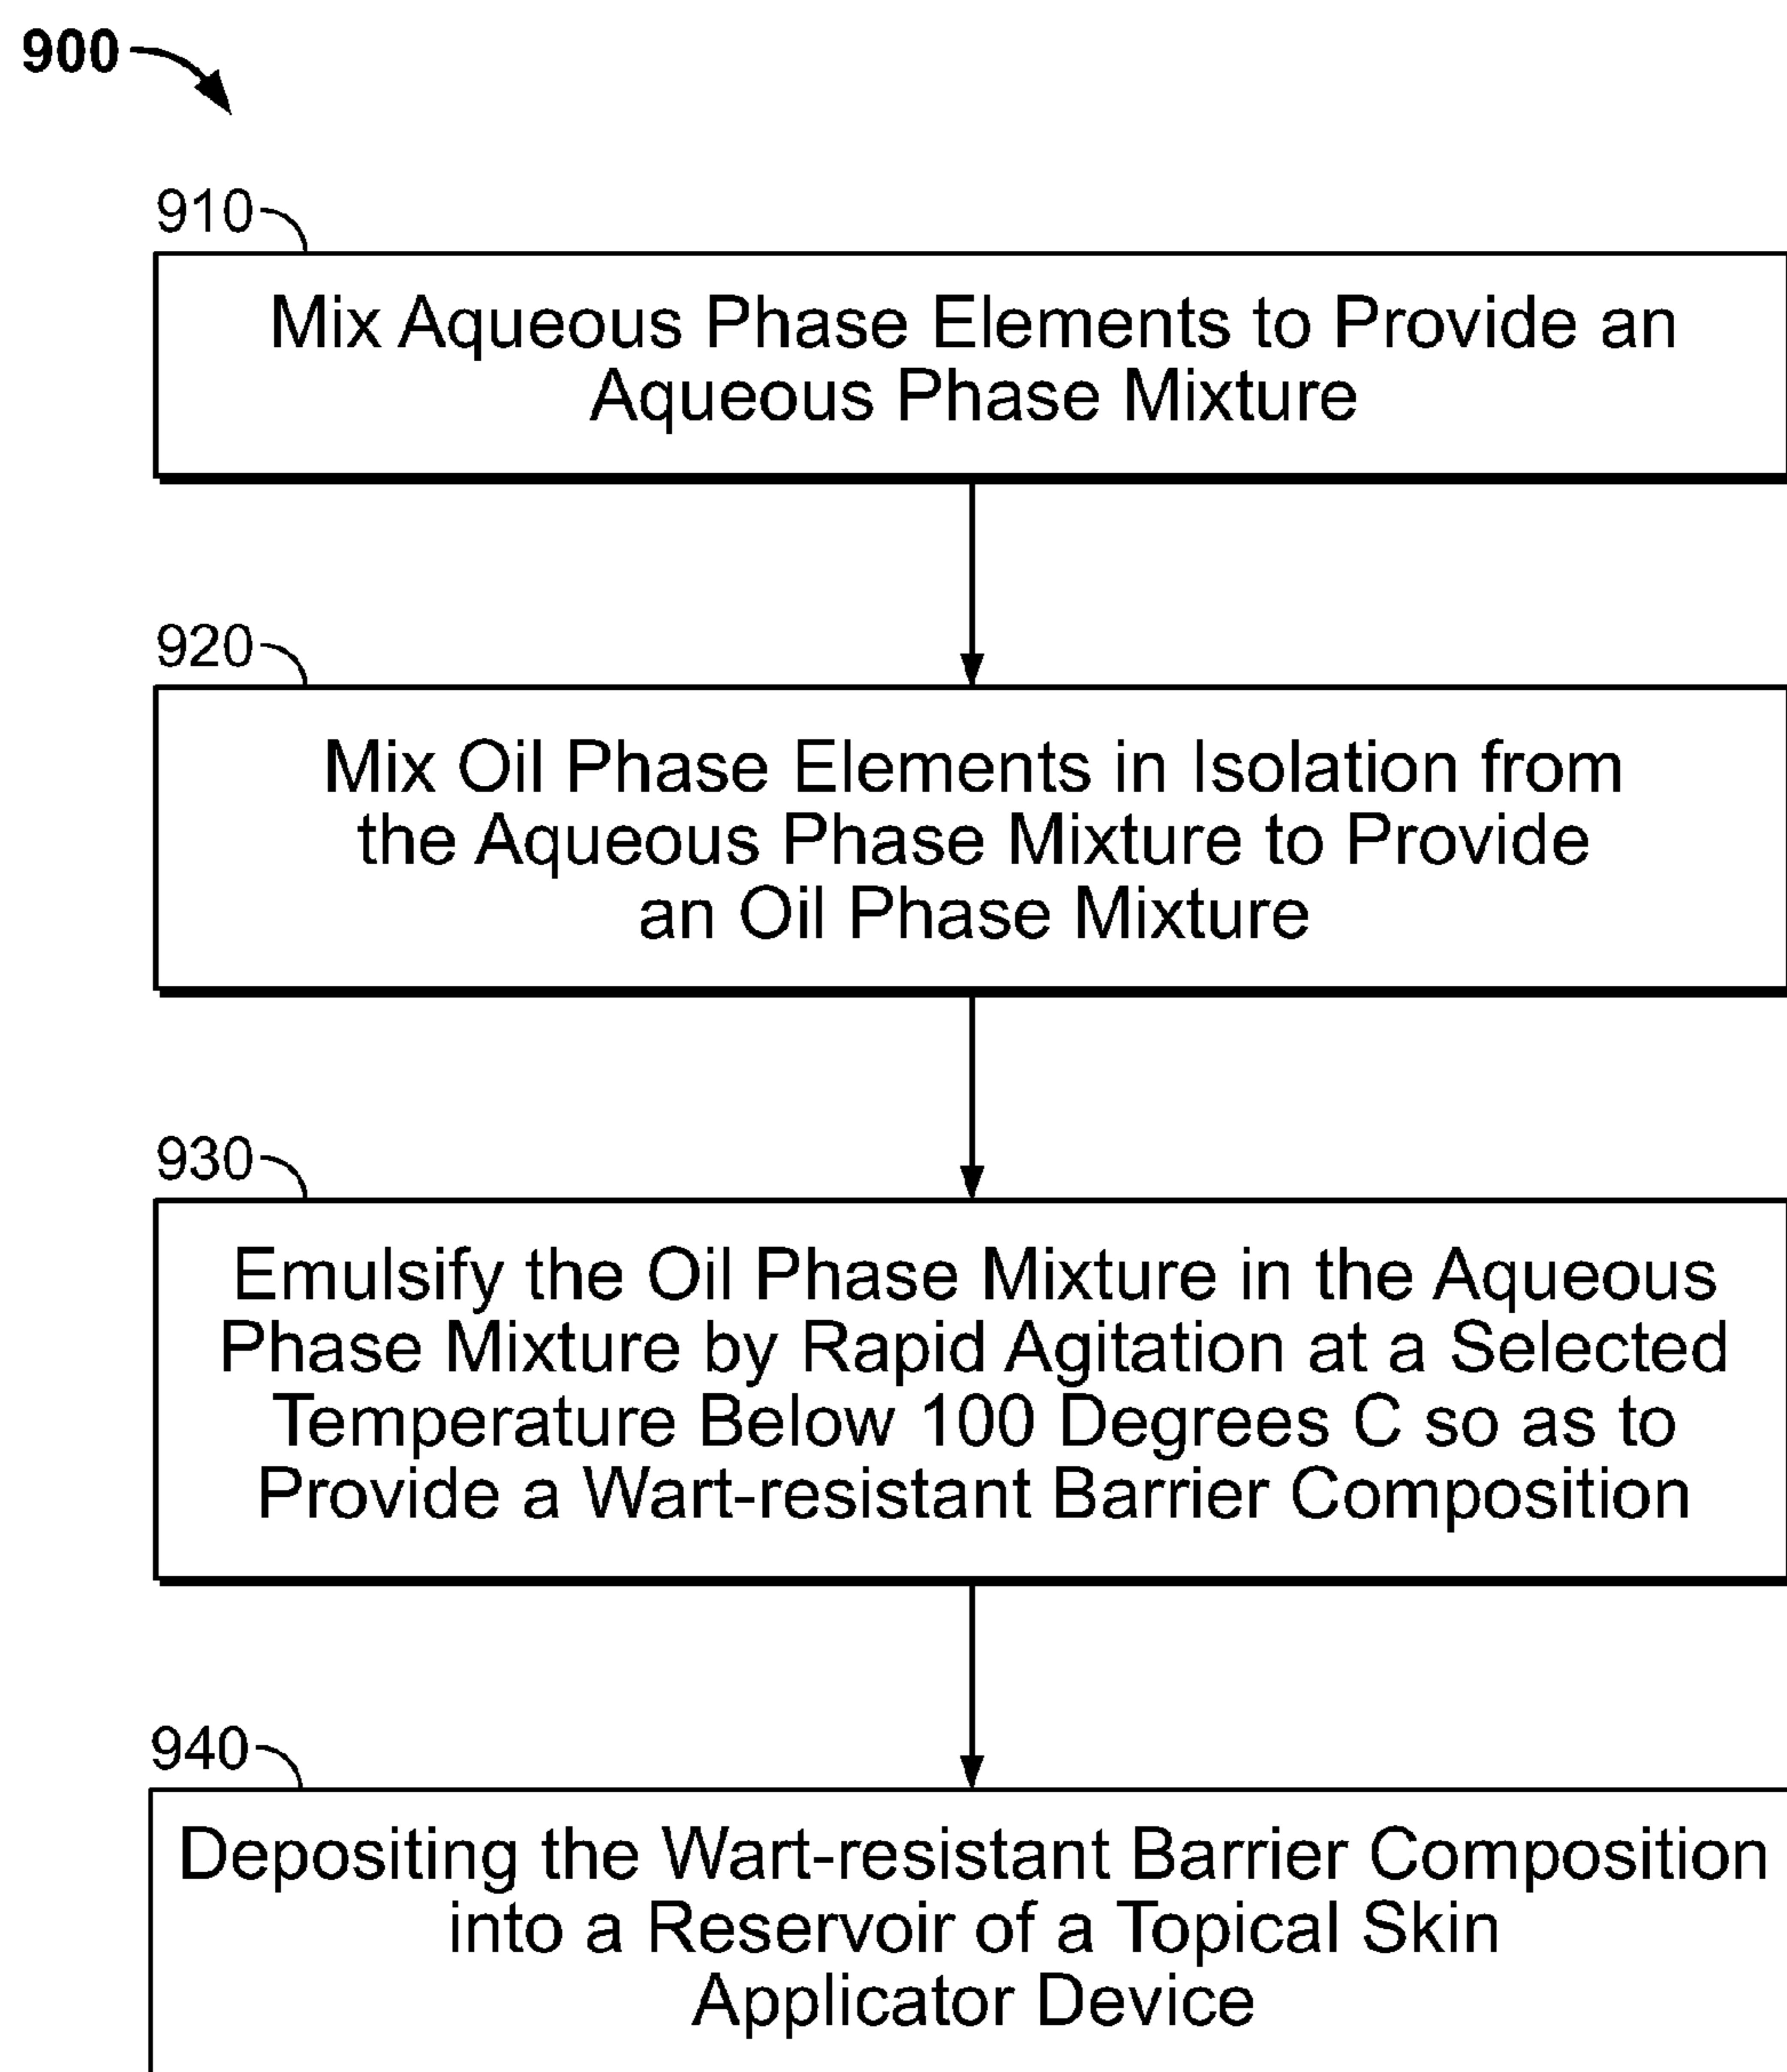 900
910
Mix Aqueous Phase Elements to Provide an
Aqueous Phase Mixture
920
Mix Oil Phase Elements in Isolation from
the Aqueous Phase Mixture to Provide
an Oil Phase Mixture
930
Emulsify the Oil Phase Mixture in the Aqueous
Phase Mixture by Rapid Agitation at a Selected
Temperature Below 100 Degrees C so as to
Provide a Wart-resistant Barrier Composition
940
Depositing the Wart-resistant Barrier Composition
into a Reservoir of a Topical Skin
Applicator Device